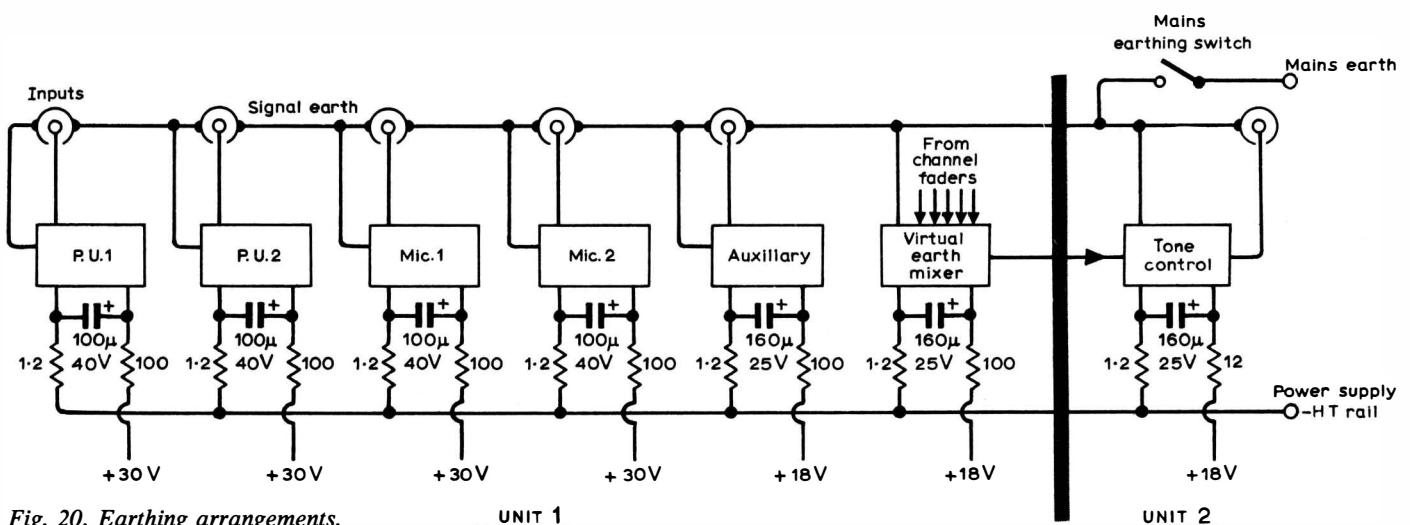 Mains
earthing switch
Mains earth
Inputs
Signal earth
From
channel
faders
P.U.1
P.U.2
Mic.1
Mic.2
Auxillary
Virtual
earth
mixer
Tone
control
+
100μ
40V
1·2
100
+
100μ
40V
1·2
100
+
100μ
40V
1·2
100
+
100μ
40V
1·2
100
+
160μ
25V
1·2
100
+
160μ
25V
1·2
100
+
160μ
25V
1·2
12
Power supply
-HT rail
+30V
+30V
+30V
+30V
+18V
+18V
+18V
Fig. 20. Earthing arrangements.
UNIT 1
UNIT 2